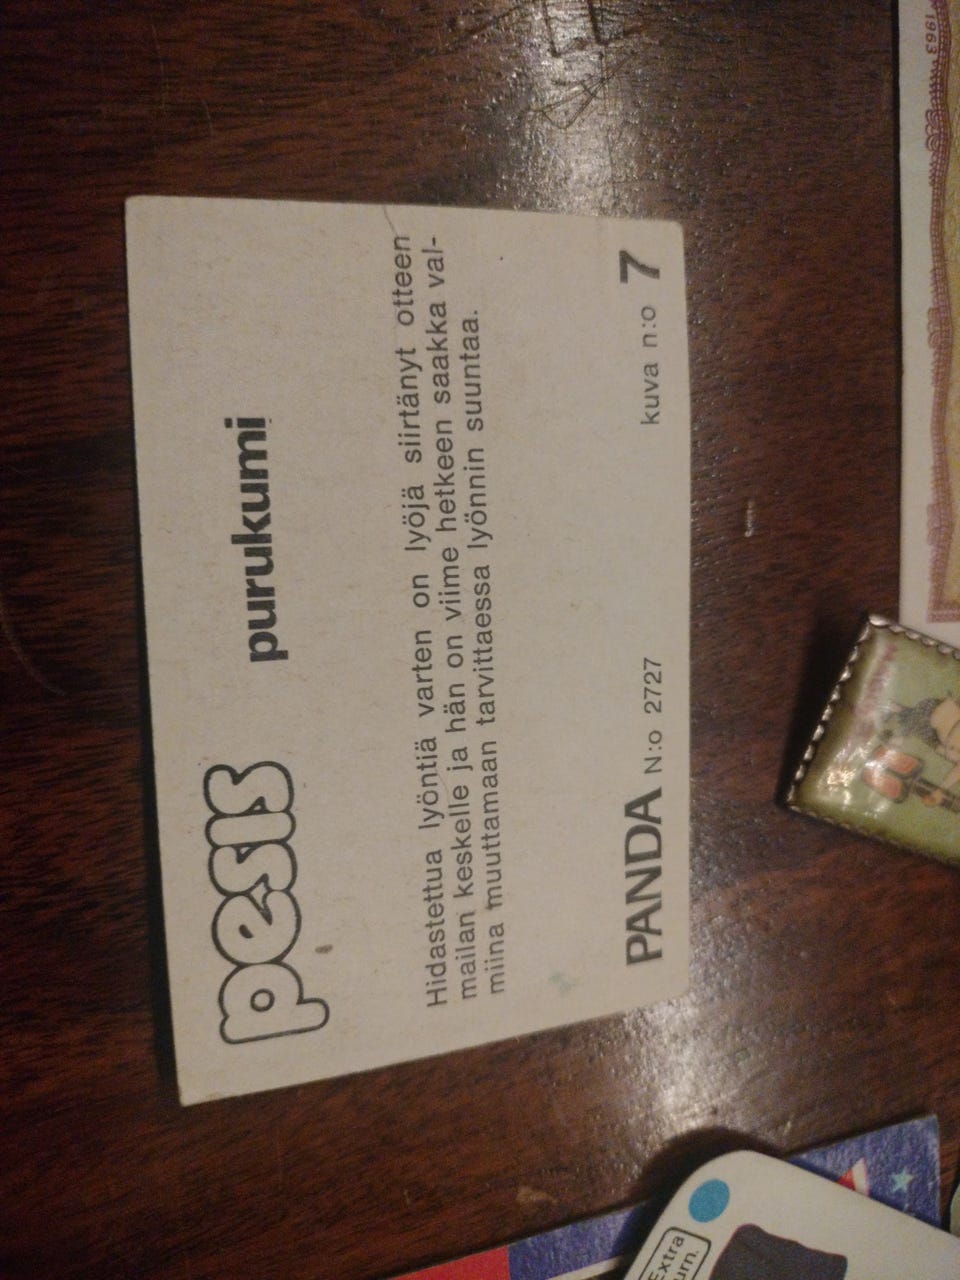 pesis purukumi
Hidastettua lyöntiä varten on lyöjä siirtänyt otteen
mailan keskelle ja hän on viime hetkeen saakka val-
miina muuttamaan tarvittaessa lyönnin suuntaa.
PANDA N:o 2727 kuva n:o 7
1963
Extra
urn.